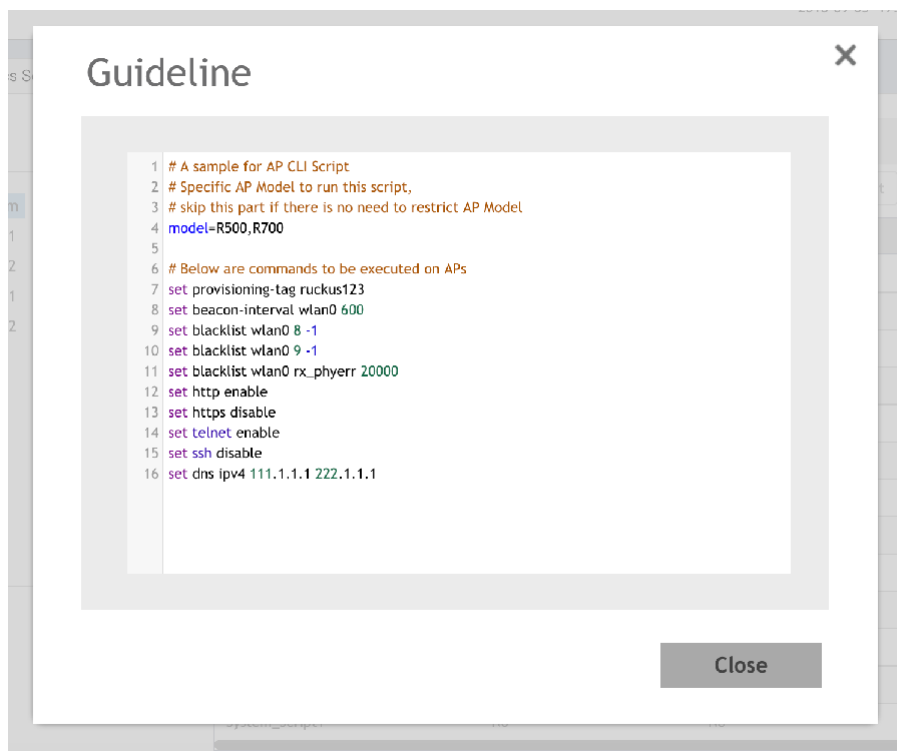 s S
Guideline
1 # A sample for AP CLI Script
2 # Specific AP Model to run this script,
3 # skip this part if there is no need to restrict AP Model
4 model=R500,R700
5
6 # Below are commands to be executed on APs
7 set provisioning-tag ruckus123
8 set beacon-interval wlan0 600
9 set blacklist wlan0 8 -1
10 set blacklist wlan0 9 -1
11 set blacklist wlan0 rx_phyerr 20000
12 set http enable
13 set https disable
14 set telnet enable
15 set ssh disable
16 set dns ipv4 111.1.1.1 222.1.1.1
m
1
2
1
2
t
Close